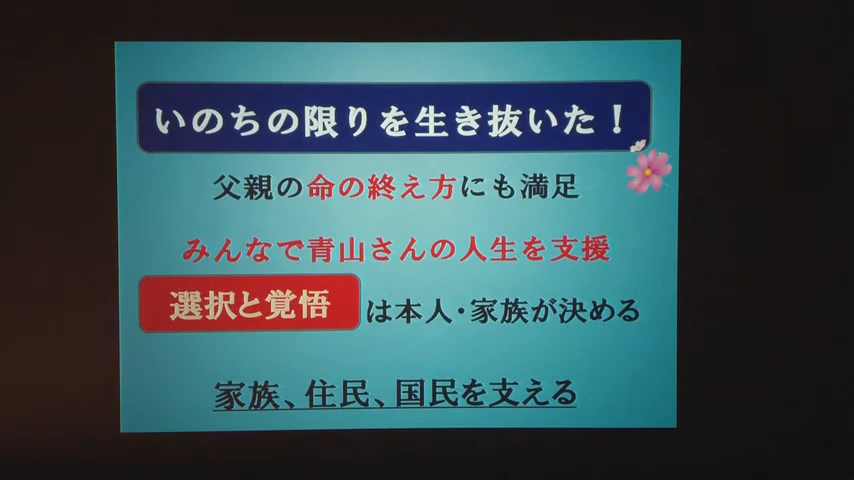 いのちの限りを生き抜いた！
父親の命の終え方にも満足
みんなで青山さんの人生を支援
選択と覚悟は本人・家族が決める
家族、住民、国民を支える